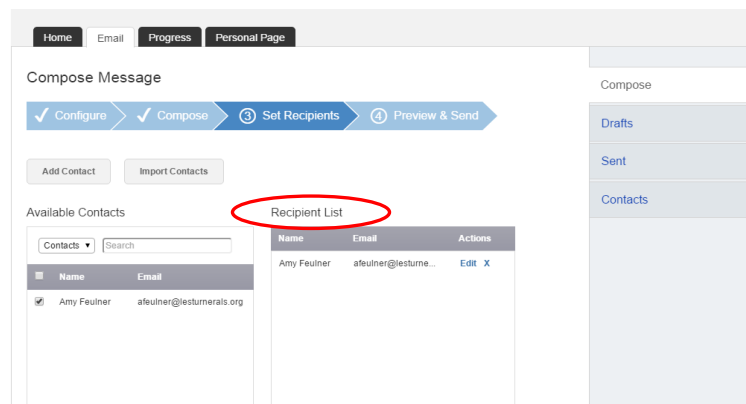 Home Email Progress Personal Page
Compose Message
Compose
✓ Configure ✓ Compose 3 Set Recipients 4 Preview & Send
Drafts
Sent
Add Contact Import Contacts
Contacts
Available Contacts Recipient List
Contacts ▼ Search
Name Email Actions
Name Email
Amy Feulner afeulner@lesturne... Edit X
Amy Feulner afeulner@lesturnerals.org